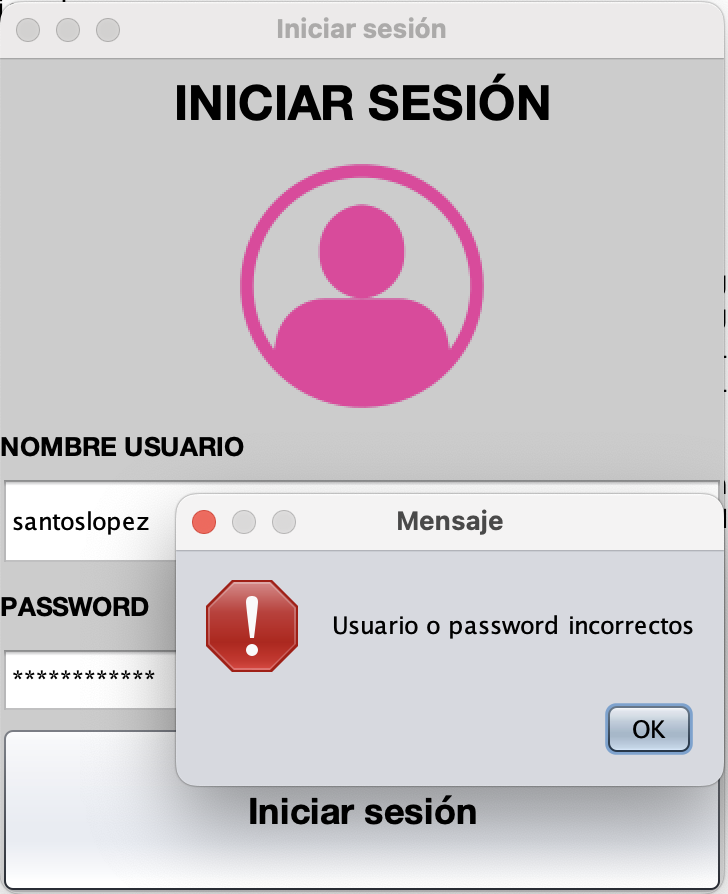 Iniciar sesión
INICIAR SESIÓN
NOMBRE USUARIO
santoslopez
Mensaje
PASSWORD
Usuario o password incorrectos
************
OK
Iniciar sesión